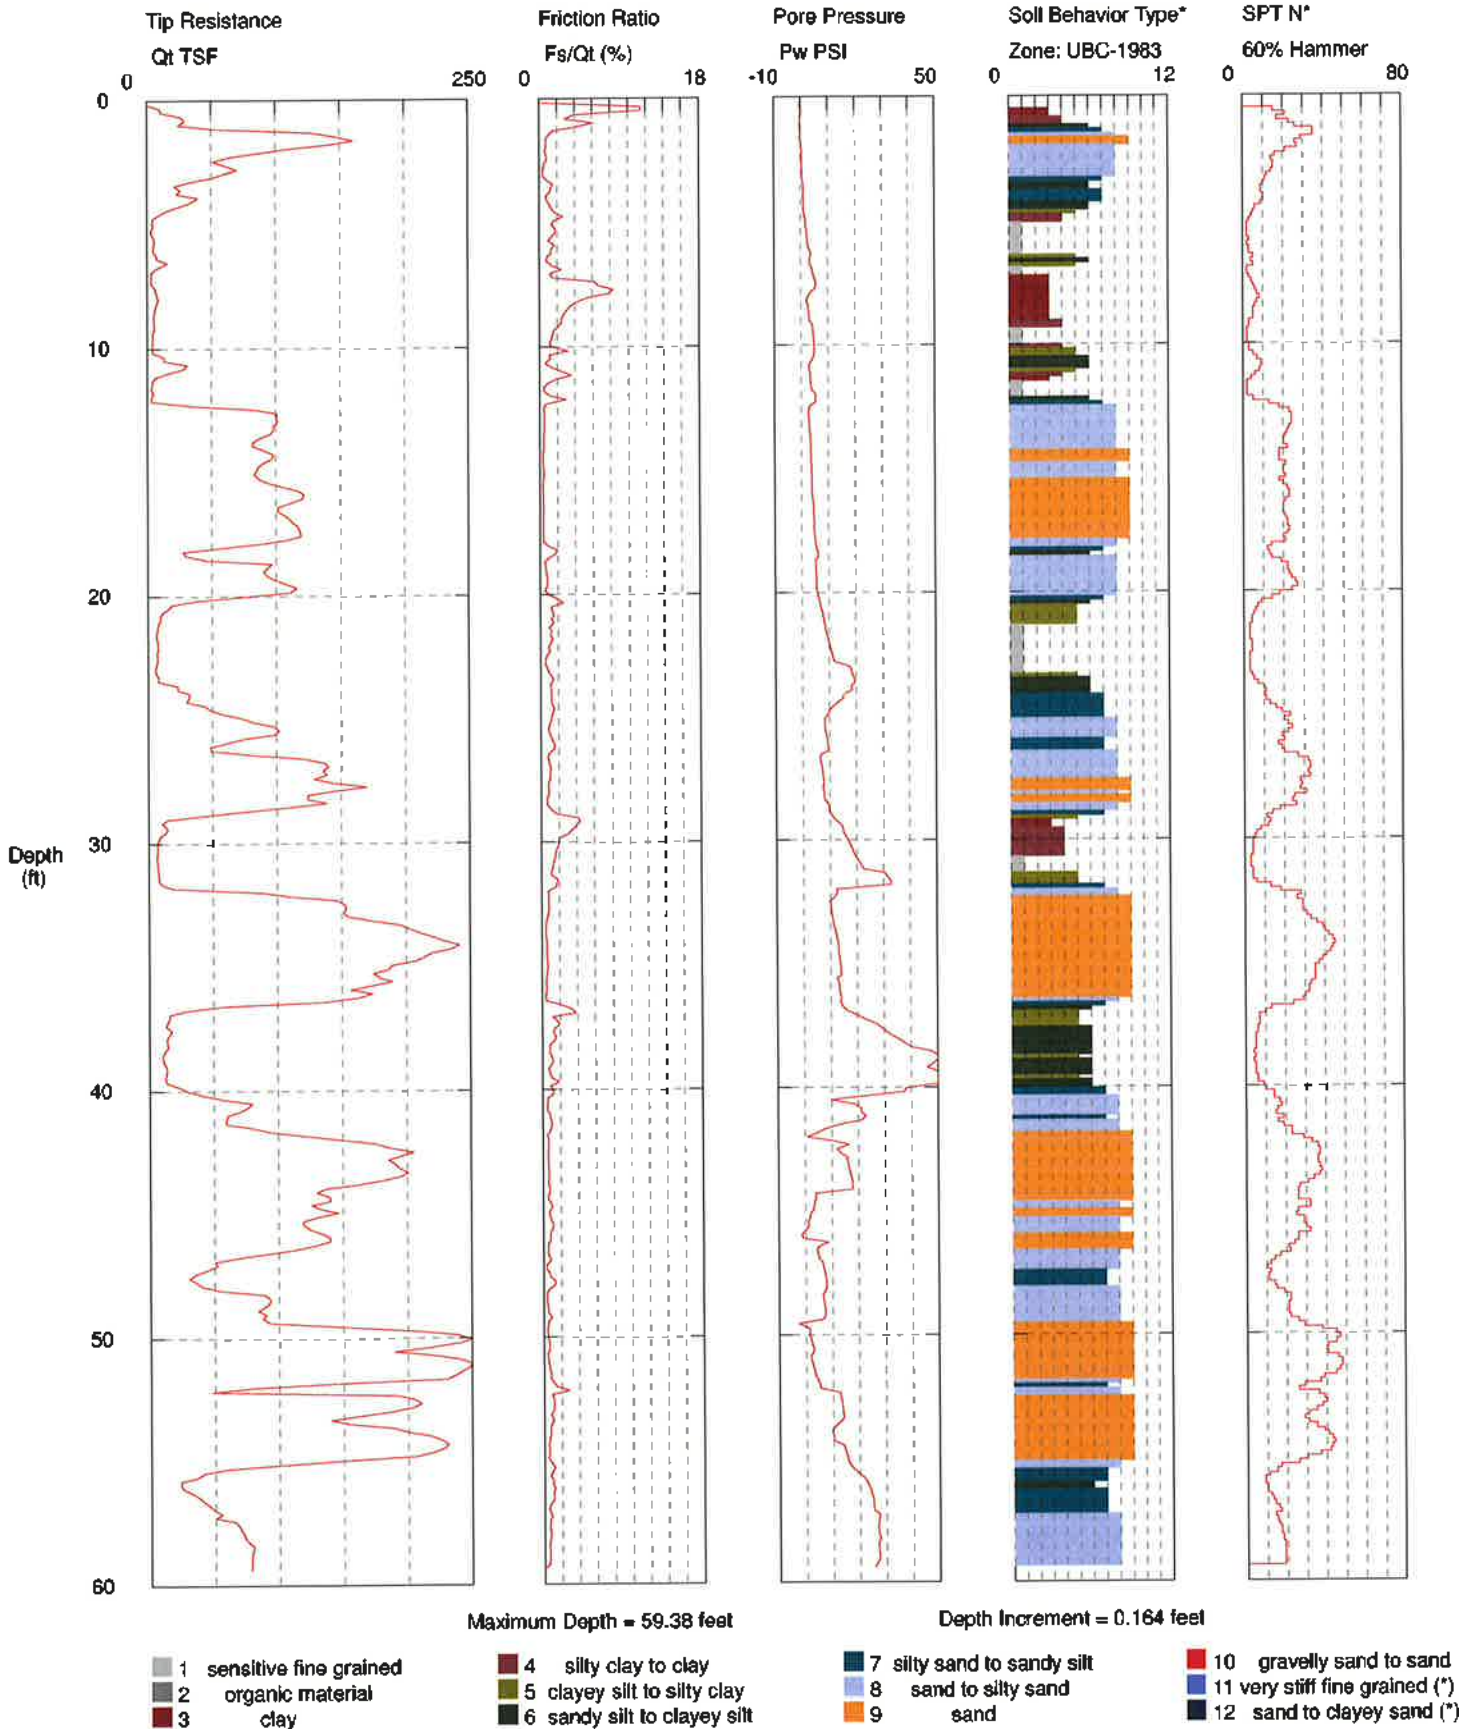 Tip Resistance
Qt TSF
0 250
Friction Ratio
Fs/Qt (%)
0 18
Pore Pressure
Pw PSI
-10 50
Soil Behavior Type*
Zone: UBC-1983
0 12
SPT N*
60% Hammer
0 80
0
10
20
30
Depth
(ft)
40
50
60
Maximum Depth = 59.38 feet
Depth Increment = 0.164 feet
1 sensitive fine grained
2 organic material
3 clay
4 silty clay to clay
5 clayey silt to silty clay
6 sandy silt to clayey silt
7 silty sand to sandy silt
8 sand to silty sand
9 sand
10 gravelly sand to sand
11 very stiff fine grained (*)
12 sand to clayey sand (*)